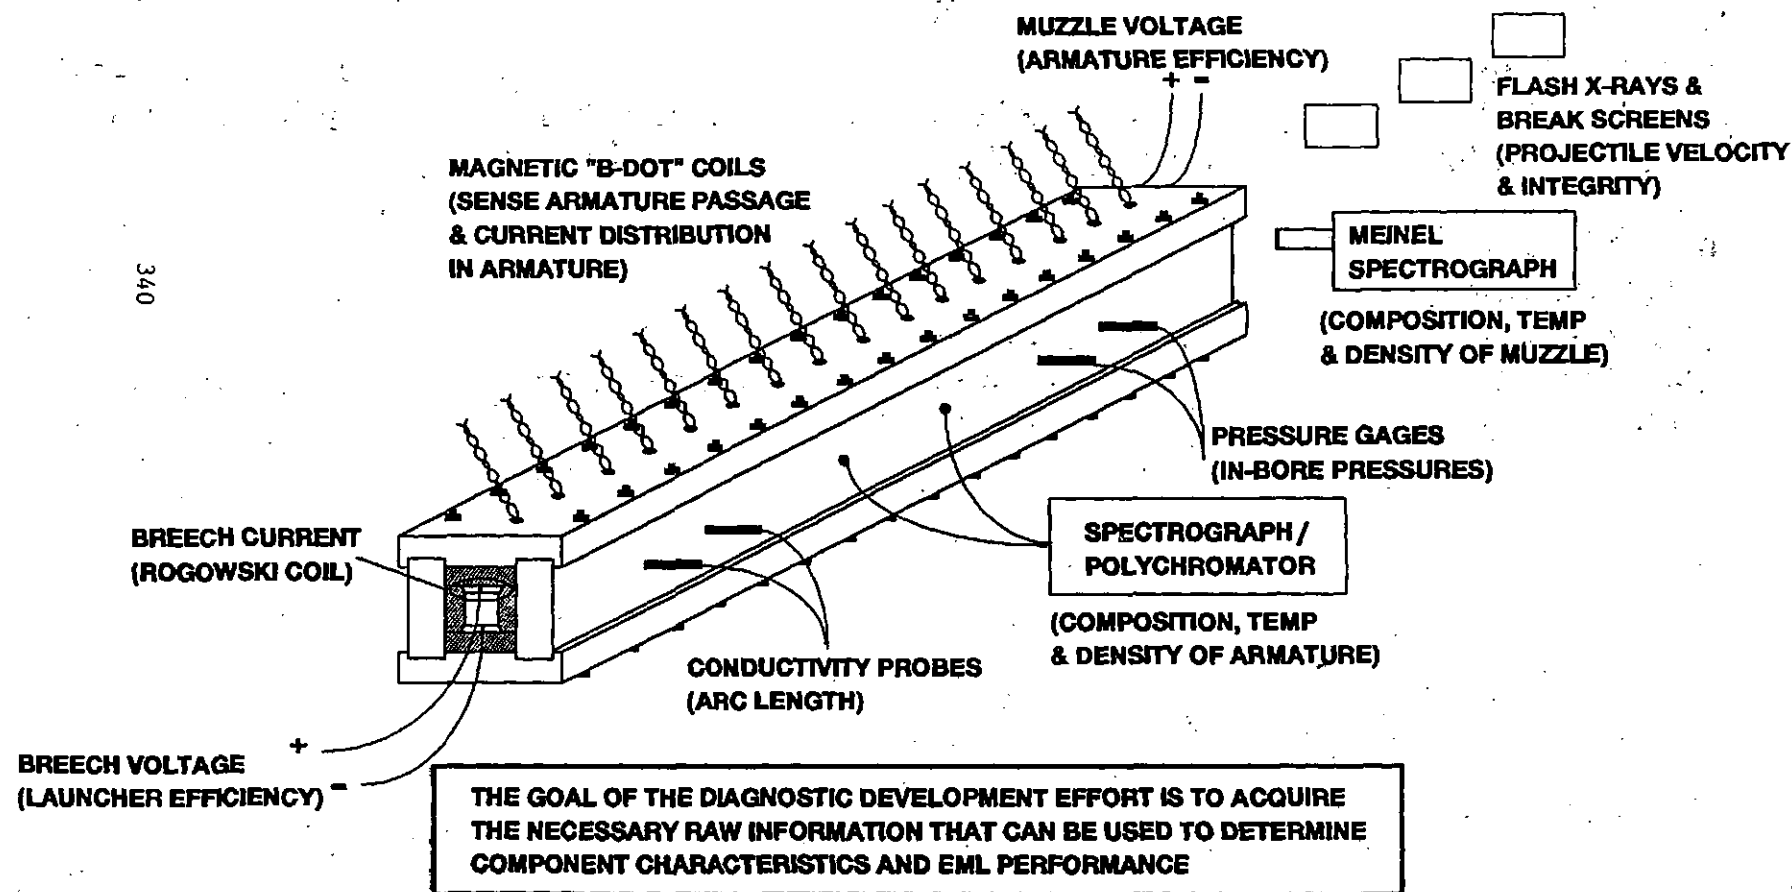 MUZZLE VOLTAGE
(ARMATURE EFFICIENCY)
+ -
FLASH X-RAYS &
BREAK SCREENS
(PROJECTILE VELOCITY
& INTEGRITY)
MAGNETIC "B-DOT" COILS
(SENSE ARMATURE PASSAGE
& CURRENT DISTRIBUTION
IN ARMATURE)
340
MEINEL
SPECTROGRAPH
(COMPOSITION, TEMP
& DENSITY OF MUZZLE)
PRESSURE GAGES
(IN-BORE PRESSURES)
SPECTROGRAPH /
POLYCHROMATOR
(COMPOSITION, TEMP
& DENSITY OF ARMATURE)
BREECH CURRENT
(ROGOWSKI COIL)
CONDUCTIVITY PROBES
(ARC LENGTH)
+
BREECH VOLTAGE
(LAUNCHER EFFICIENCY) -
THE GOAL OF THE DIAGNOSTIC DEVELOPMENT EFFORT IS TO ACQUIRE
THE NECESSARY RAW INFORMATION THAT CAN BE USED TO DETERMINE
COMPONENT CHARACTERISTICS AND EML PERFORMANCE